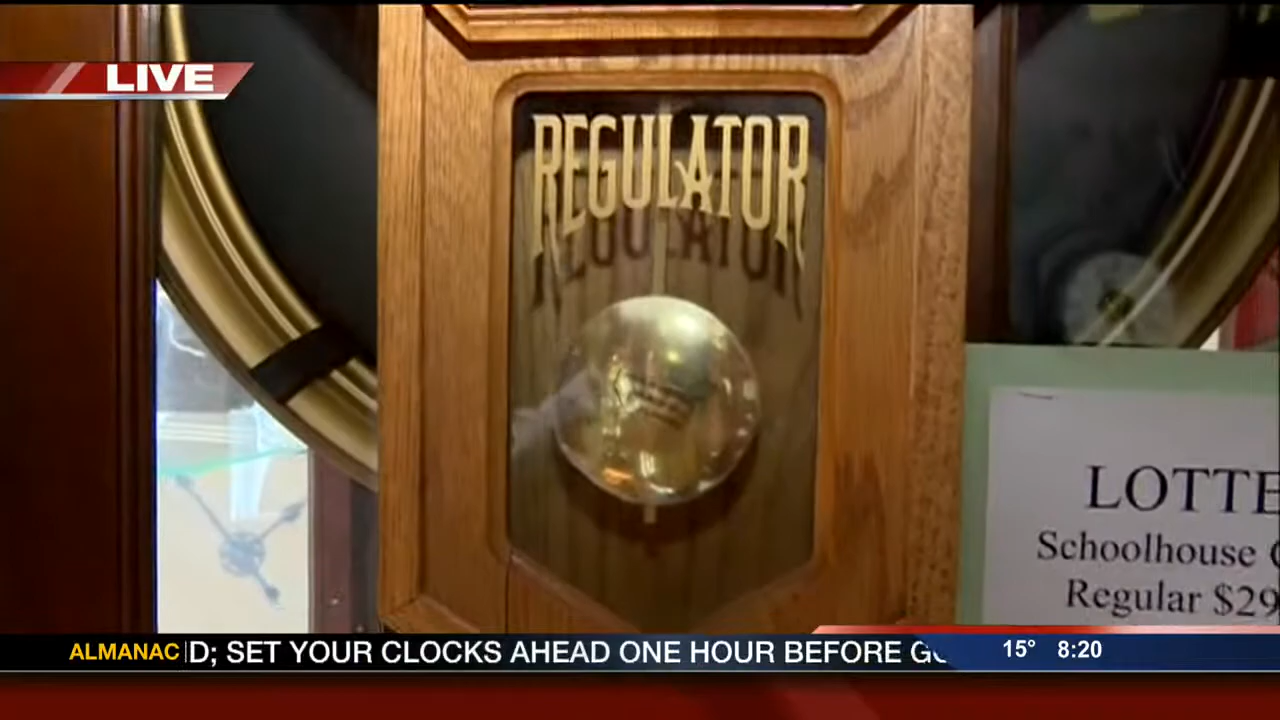 LIVE
REGULATOR
LOTTE
Schoolhouse
Regular $29
ALMANAC D; SET YOUR CLOCKS AHEAD ONE HOUR BEFORE
15° 8:20